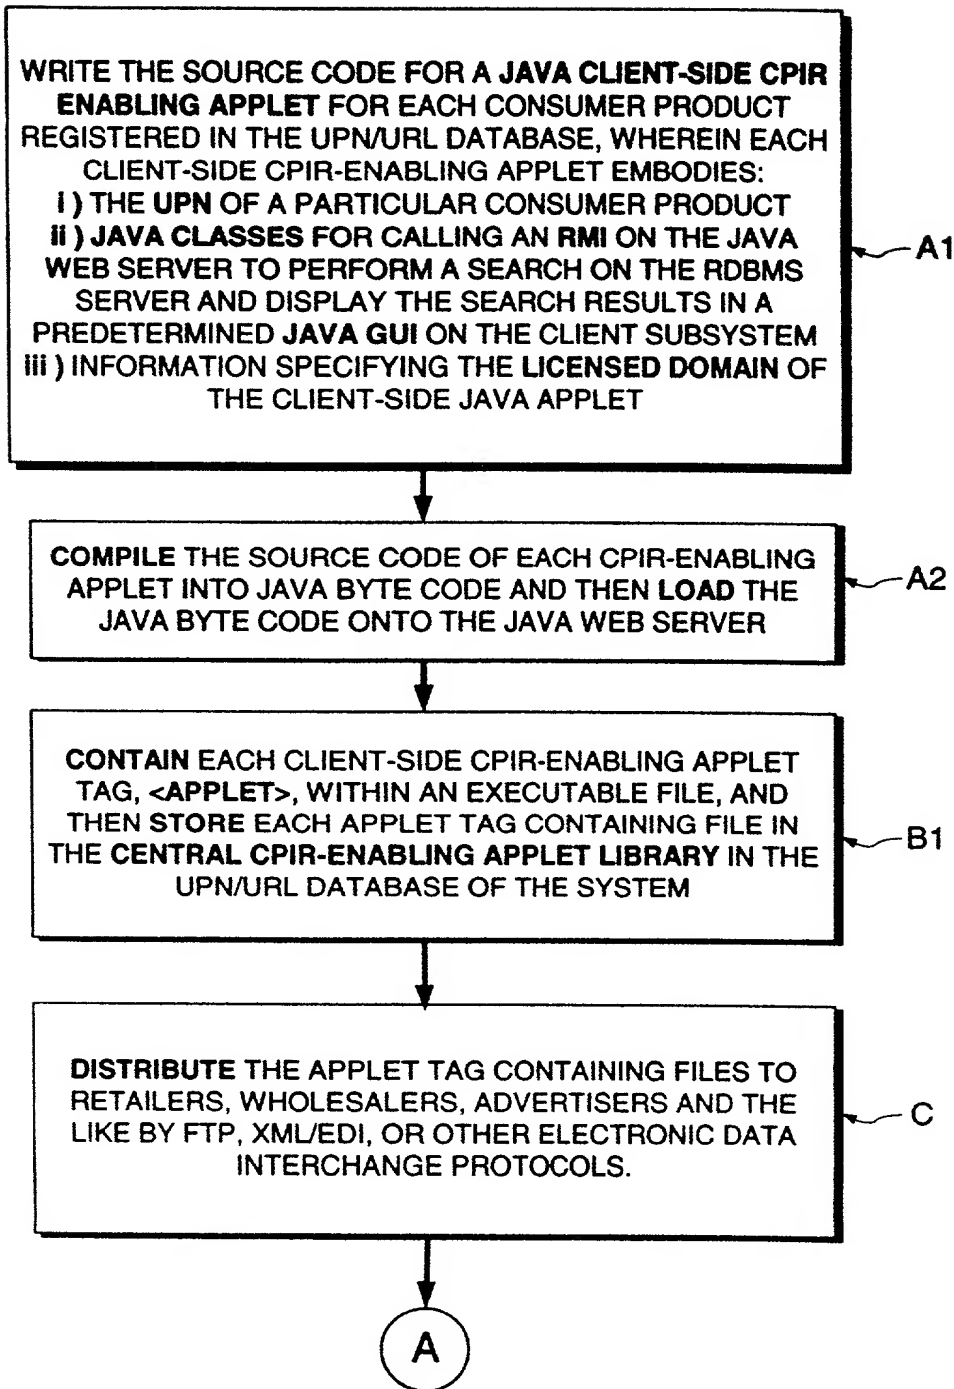 WRITE THE SOURCE CODE FOR A JAVA CLIENT-SIDE CPIR
ENABLING APPLET FOR EACH CONSUMER PRODUCT
REGISTERED IN THE UPN/URL DATABASE, WHEREIN EACH
CLIENT-SIDE CPIR-ENABLING APPLET EMBODIES:
i ) THE UPN OF A PARTICULAR CONSUMER PRODUCT
ii ) JAVA CLASSES FOR CALLING AN RMI ON THE JAVA
WEB SERVER TO PERFORM A SEARCH ON THE RDBMS
SERVER AND DISPLAY THE SEARCH RESULTS IN A
PREDETERMINED JAVA GUI ON THE CLIENT SUBSYSTEM
iii ) INFORMATION SPECIFYING THE LICENSED DOMAIN OF
THE CLIENT-SIDE JAVA APPLET
A1
COMPILE THE SOURCE CODE OF EACH CPIR-ENABLING
APPLET INTO JAVA BYTE CODE AND THEN LOAD THE
JAVA BYTE CODE ONTO THE JAVA WEB SERVER
A2
CONTAIN EACH CLIENT-SIDE CPIR-ENABLING APPLET
TAG, <APPLET>, WITHIN AN EXECUTABLE FILE, AND
THEN STORE EACH APPLET TAG CONTAINING FILE IN
THE CENTRAL CPIR-ENABLING APPLET LIBRARY IN THE
UPN/URL DATABASE OF THE SYSTEM
B1
DISTRIBUTE THE APPLET TAG CONTAINING FILES TO
RETAILERS, WHOLESALERS, ADVERTISERS AND THE
LIKE BY FTP, XML/EDI, OR OTHER ELECTRONIC DATA
INTERCHANGE PROTOCOLS.
C
A